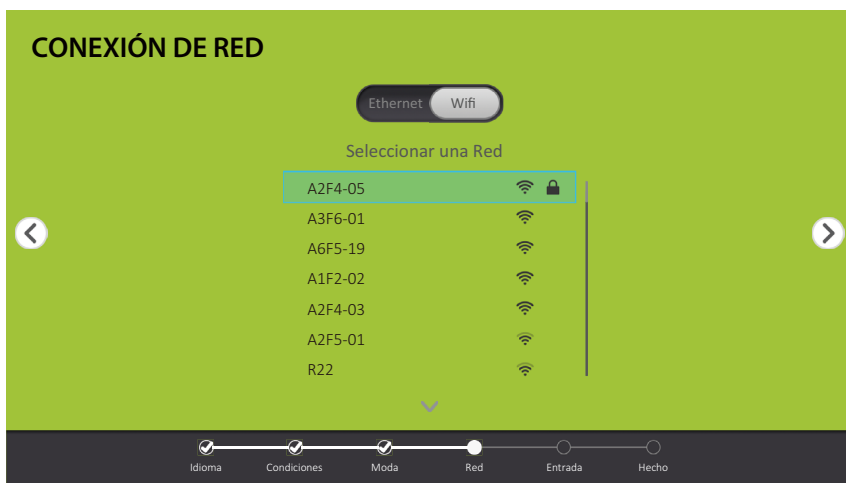 CONEXIÓN DE RED
Ethernet Wifi
Seleccionar una Red
A2F4-05
A3F6-01
A6F5-19
A1F2-02
A2F4-03
A2F5-01
R22
Idioma Condiciones Moda Red Entrada Hecho